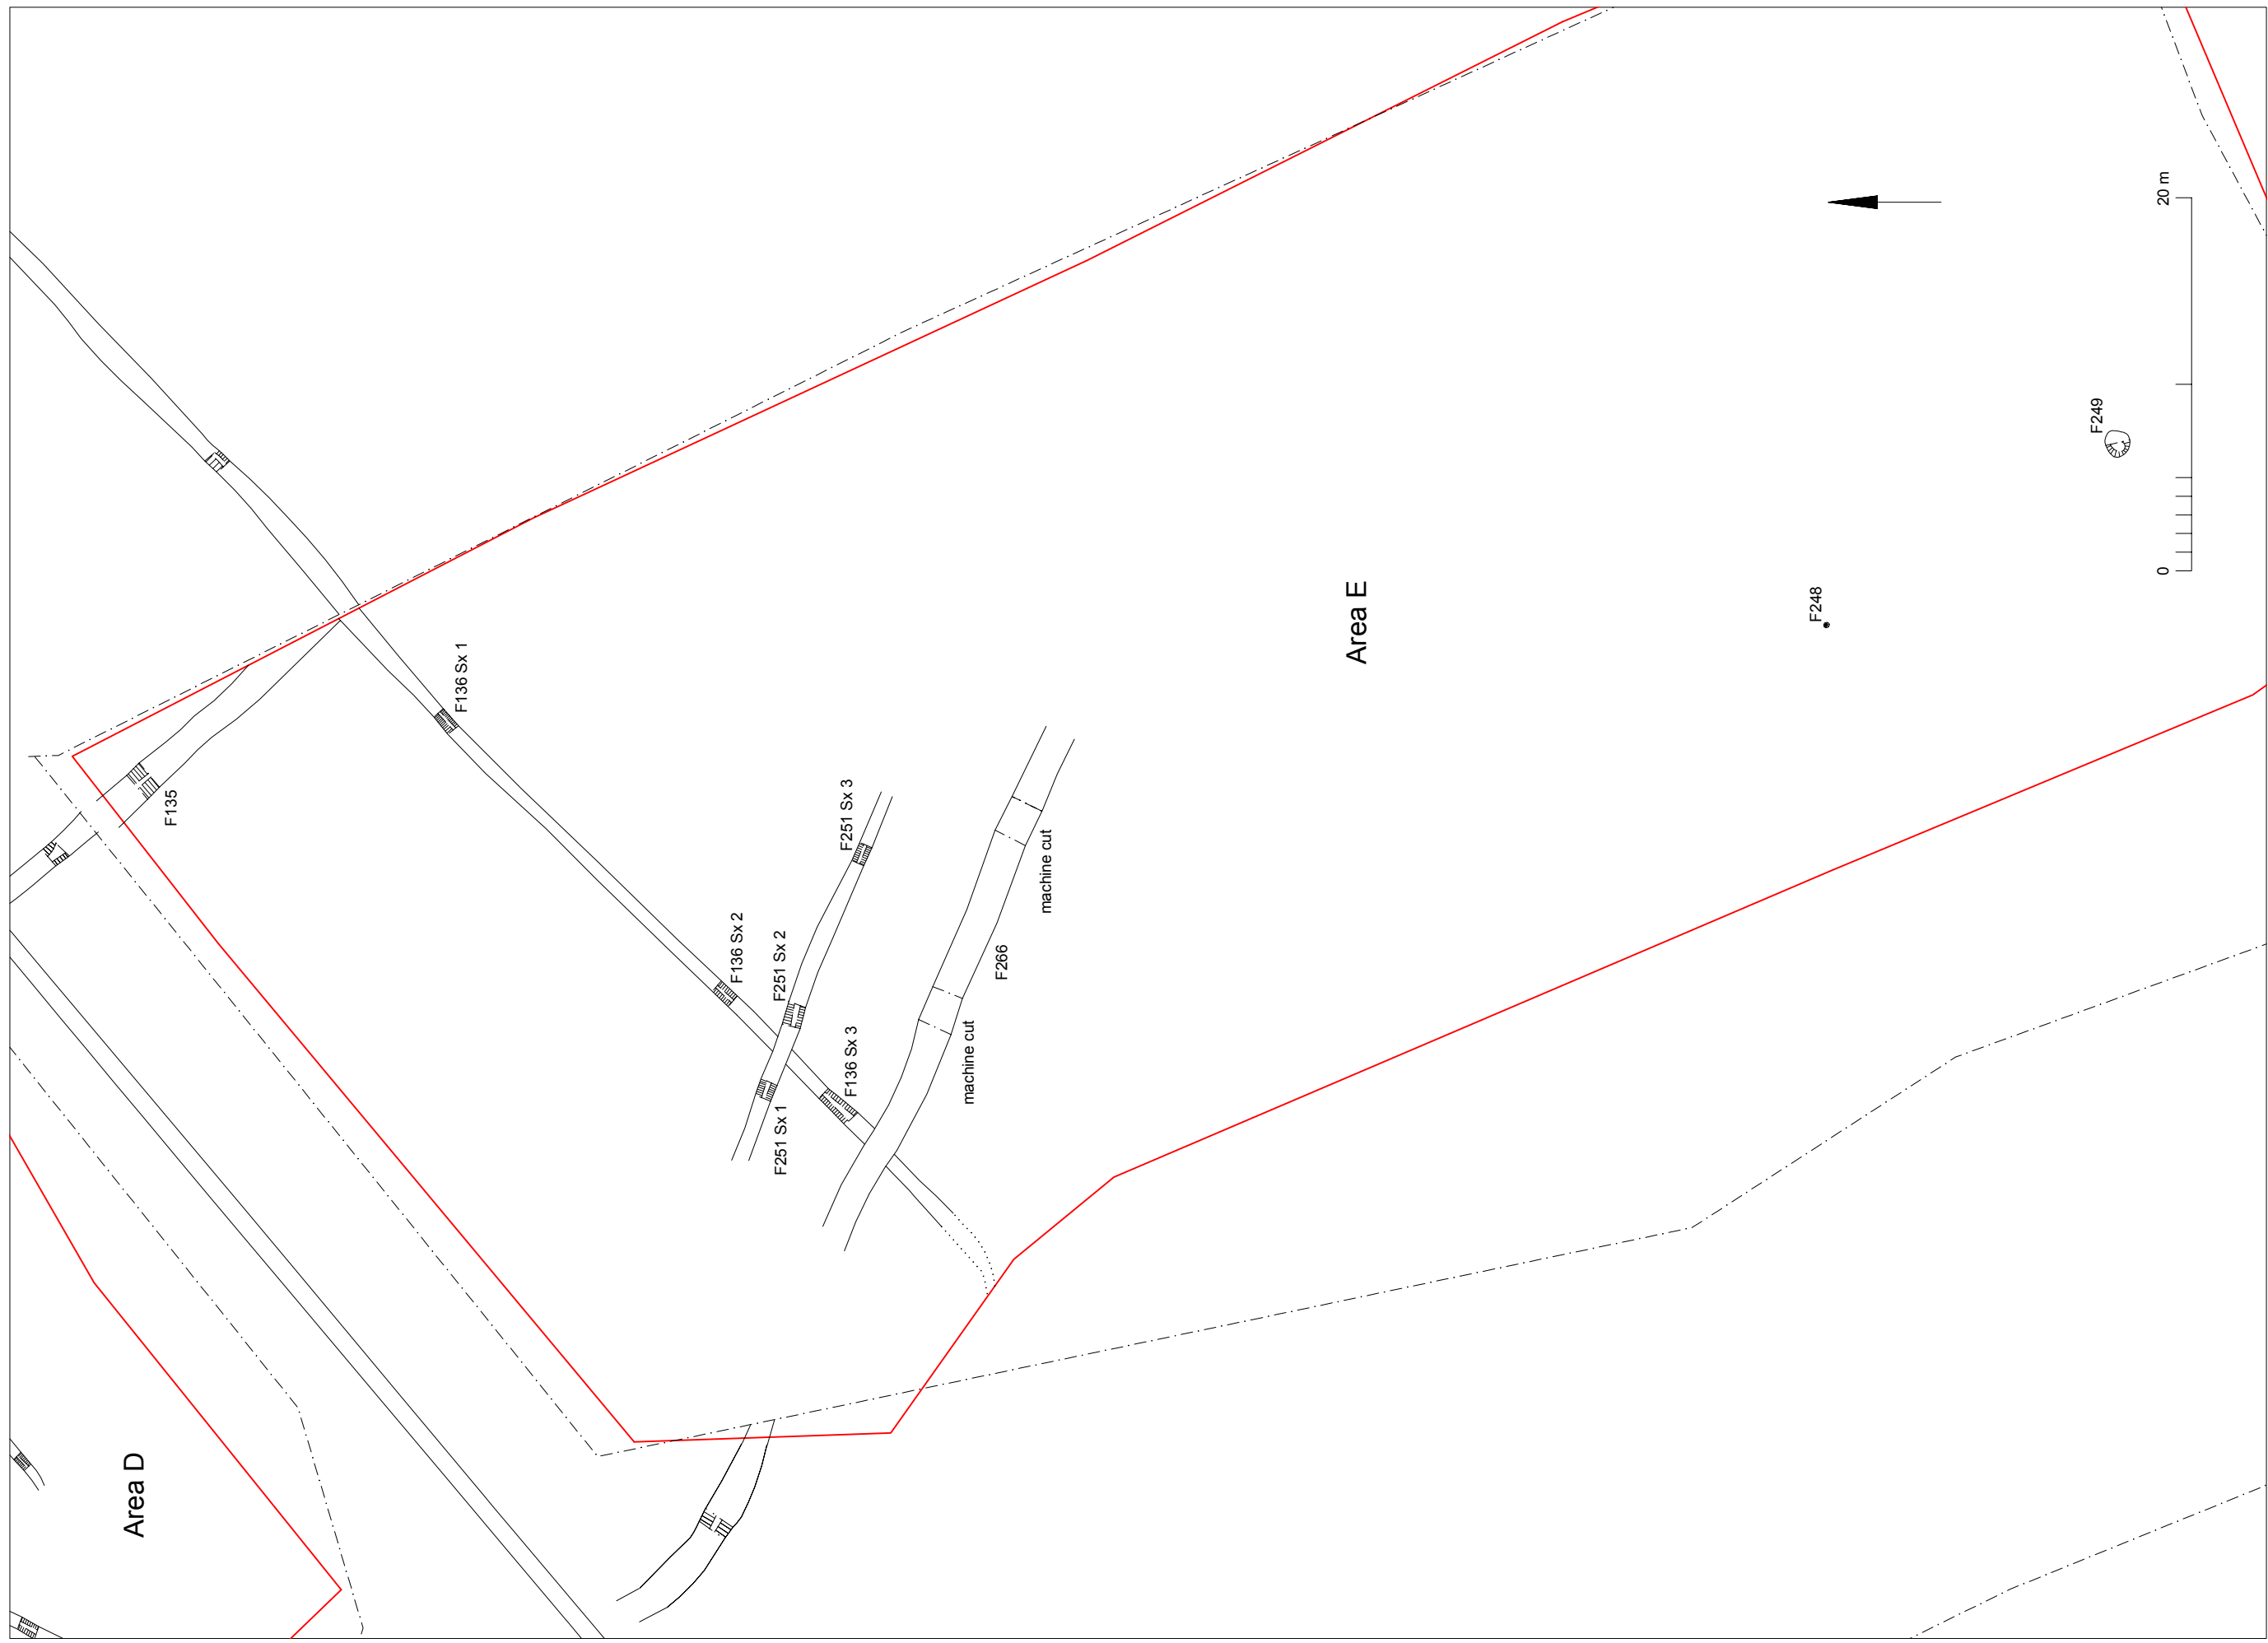 Area D
F135
F136 Sx 1
F136 Sx 2
F251 Sx 2
F251 Sx 1
F251 Sx 3
F136 Sx 3
machine cut
F266
machine cut
Area E
F248
F249
0
20 m